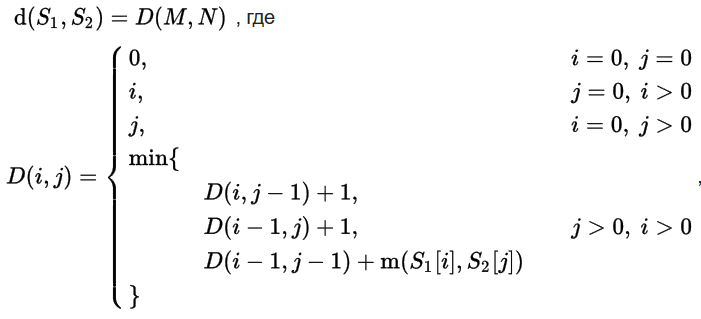 d(S₁, S₂) = D(M, N) , где
0, i = 0, j = 0
i, j = 0, i > 0
j, i = 0, j > 0
min{
D(i, j) = ,
D(i, j − 1) + 1,
D(i − 1, j) + 1, j > 0, i > 0
D(i − 1, j − 1) + m(S₁[i], S₂[j])
}